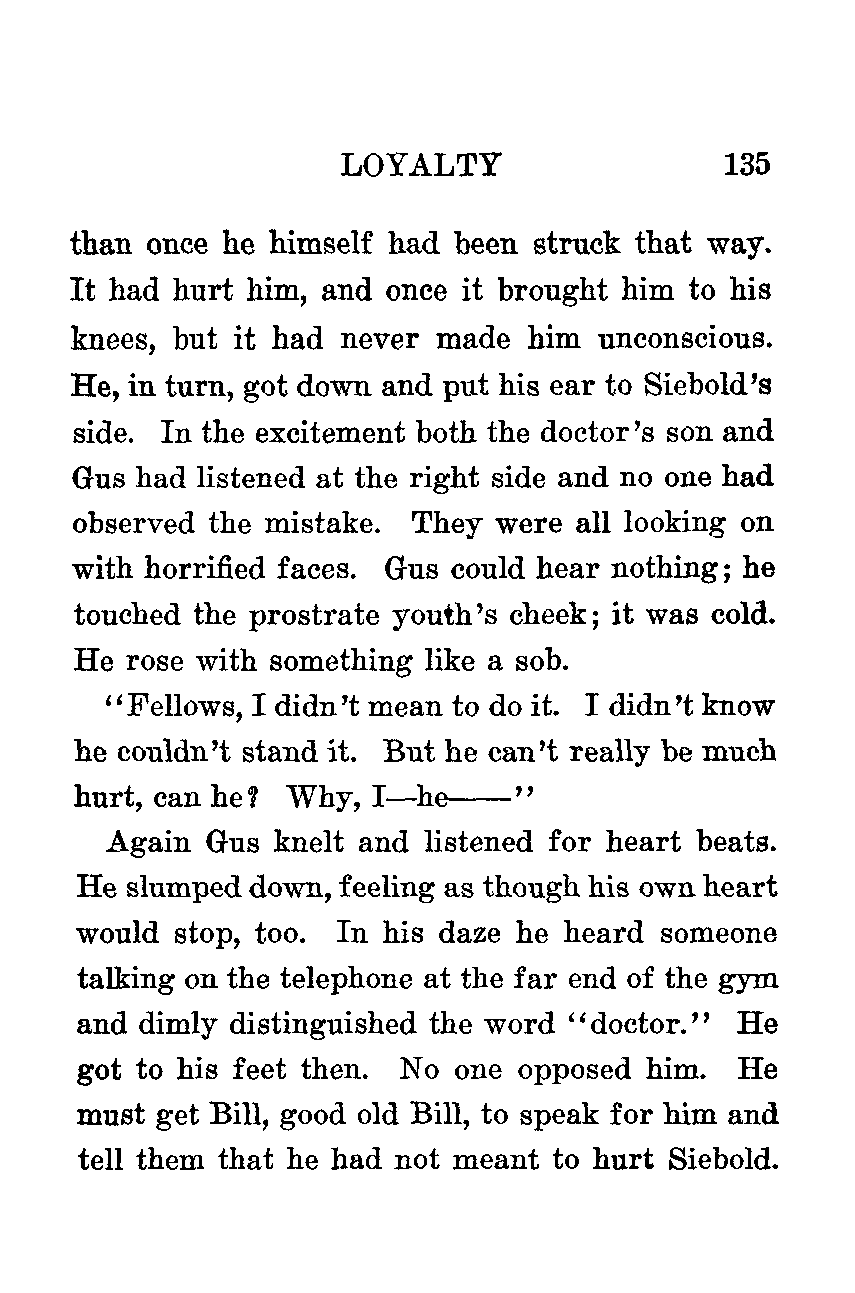 LOYALTY 135
than once he himself had been struck that way.
It had hurt him, and once it brought him to his
knees, but it had never made him unconscious.
He, in turn, got down and put his ear to Siebold's
side. In the excitement both the doctor's son and
Gus had listened at the right side and no one had
observed the mistake. They were all looking on
with horrified faces. Gus could hear nothing; he
touched the prostrate youth's cheek; it was cold.
He rose with something like a sob.
"Fellows, I didn't mean to do it. I didn't know
he couldn't stand it. But he can't really be much
hurt, can he? Why, I—he——"
Again Gus knelt and listened for heart beats.
He slumped down, feeling as though his own heart
would stop, too. In his daze he heard someone
talking on the telephone at the far end of the gym
and dimly distinguished the word "doctor." He
got to his feet then. No one opposed him. He
must get Bill, good old Bill, to speak for him and
tell them that he had not meant to hurt Siebold.